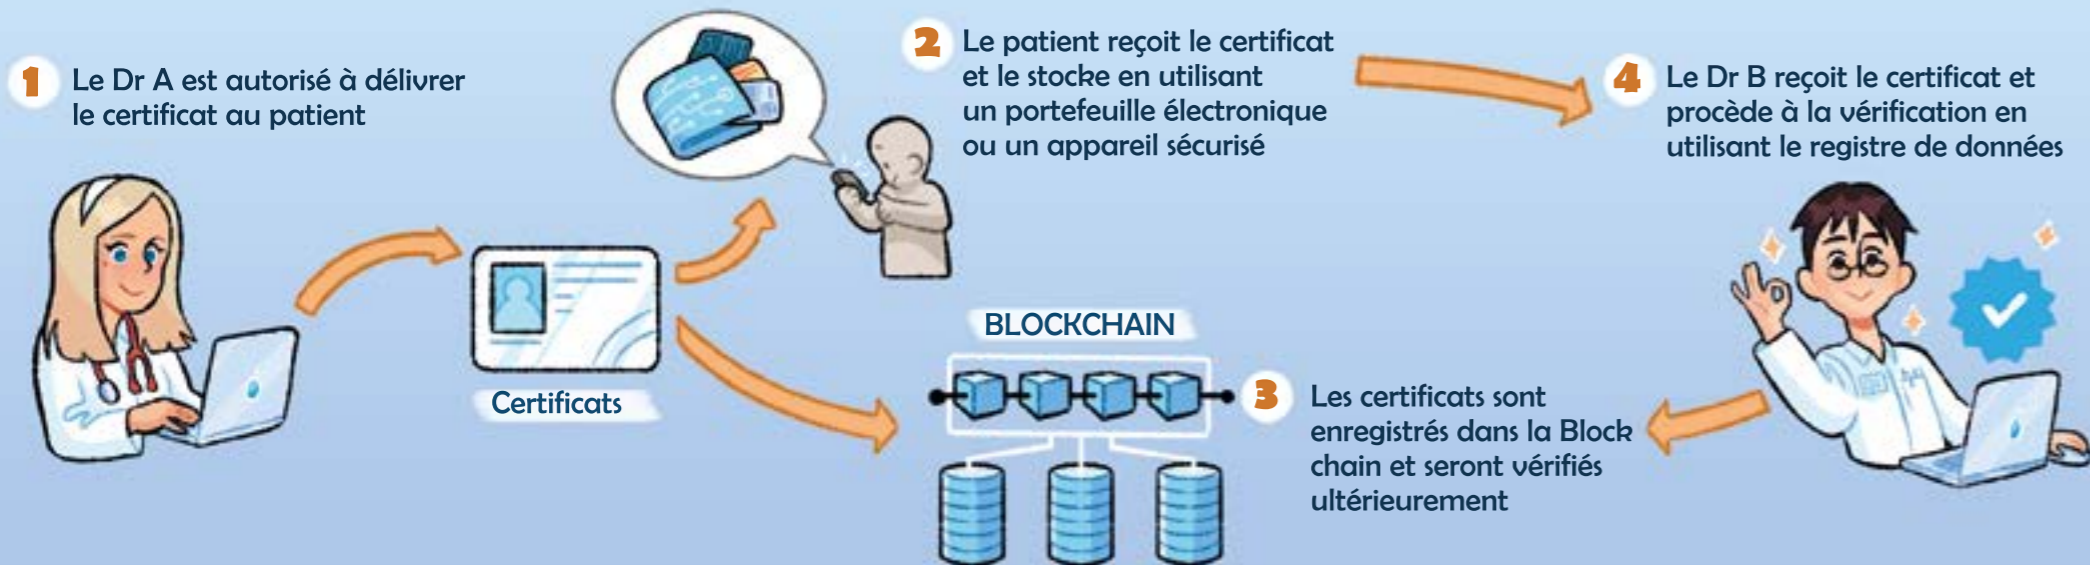 1
Le Dr A est autorisé à délivrer
le certificat au patient
2
Le patient reçoit le certificat
et le stocke en utilisant
un portefeuille électronique
ou un appareil sécurisé
4
Le Dr B reçoit le certificat et
procède à la vérification en
utilisant le registre de données
Certificats
BLOCKCHAIN
3
Les certificats sont
enregistrés dans la Block
chain et seront vérifiés
ultérieurement